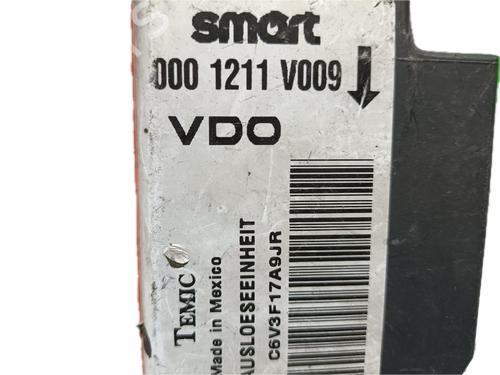 smart
000 1211 V009
VDO
TEMIC
Made in Mexico
AUSLOESEEINHEIT
C6V3F17A9JR